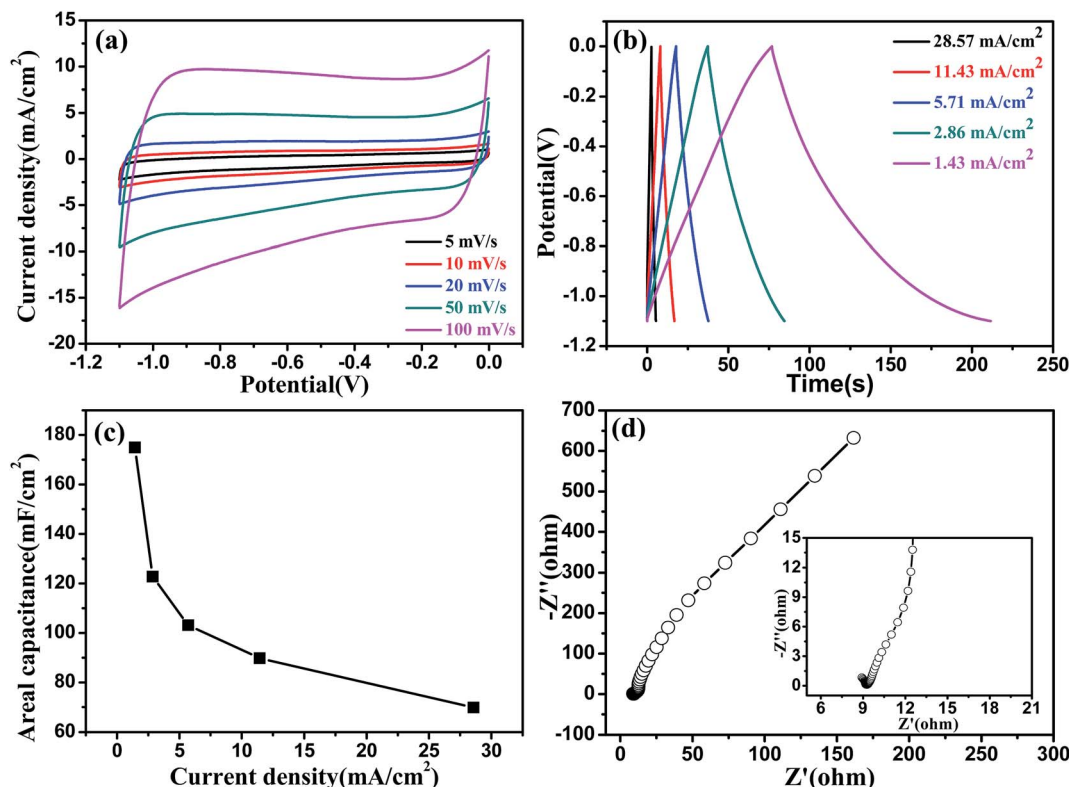 (a)
15
10
5
0
-5
-10
-15
-20
-1.2 -1.0 -0.8 -0.6 -0.4 -0.2 0.0
Current density(mA/cm²)
Potential(V)
5 mV/s
10 mV/s
20 mV/s
50 mV/s
100 mV/s
(b)
0.0
-0.2
-0.4
-0.6
-0.8
-1.0
-1.2
0 50 100 150 200 250
Potential(V)
Time(s)
28.57 mA/cm²
11.43 mA/cm²
5.71 mA/cm²
2.86 mA/cm²
1.43 mA/cm²
(c)
180
160
140
120
100
80
60
0 5 10 15 20 25 30
Areal capacitance(mF/cm²)
Current density(mA/cm²)
(d)
700
600
500
400
300
200
100
0
-100
0 50 100 150 200 250 300
-Z''(ohm)
Z'(ohm)
15
12
9
6
3
0
6 9 12 15 18 21
-Z''(ohm)
Z'(ohm)